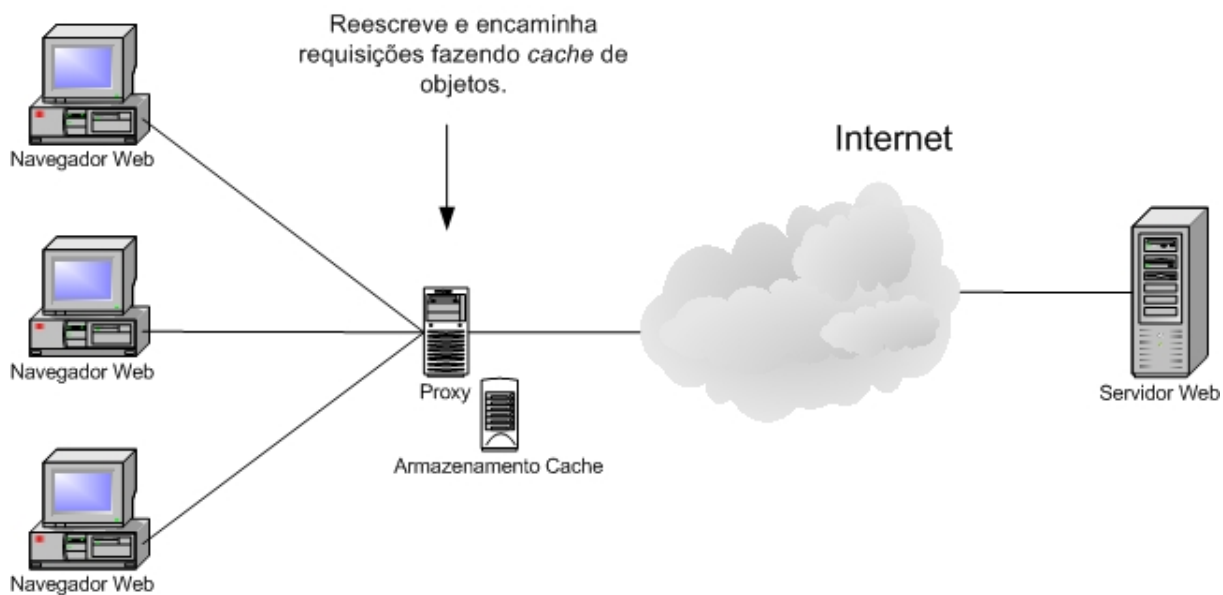 Reescreve e encaminha
requisições fazendo cache de
objetos.
Internet
Navegador Web
Navegador Web
Proxy
Servidor Web
Armazenamento Cache
Navegador Web